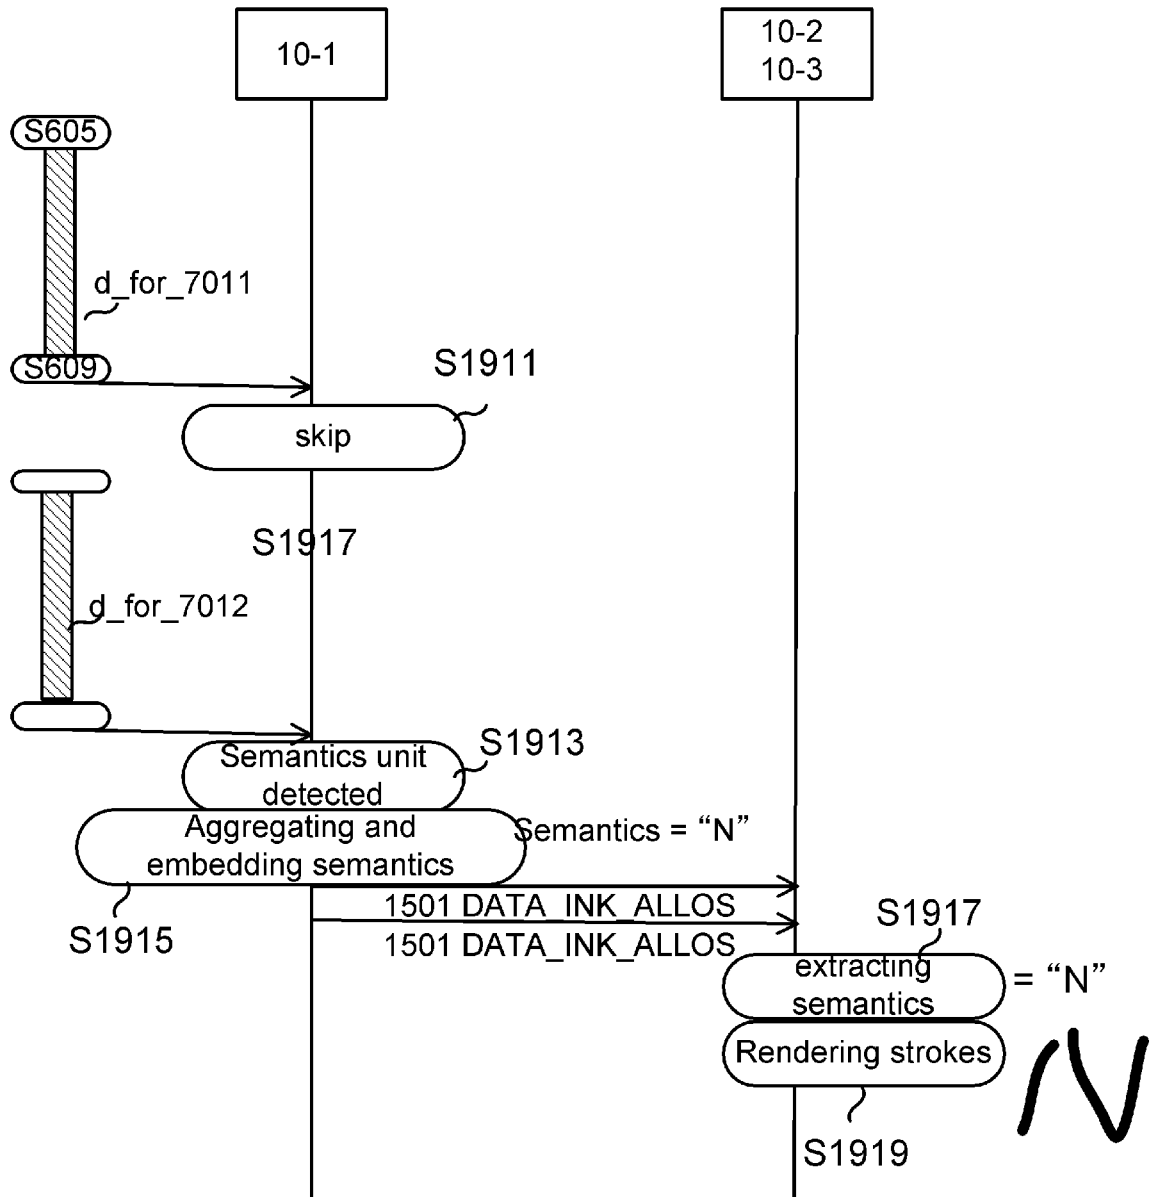 10-1
10-2
10-3
S605
d_for_7011
S609
S1911
skip
S1917
d_for_7012
S1913
Semantics unit
detected
Aggregating and
embedding semantics
Semantics = “N”
1501 DATA_INK_ALLOS
S1915
1501 DATA_INK_ALLOS
S1917
extracting
semantics
= “N”
Rendering strokes
N
S1919